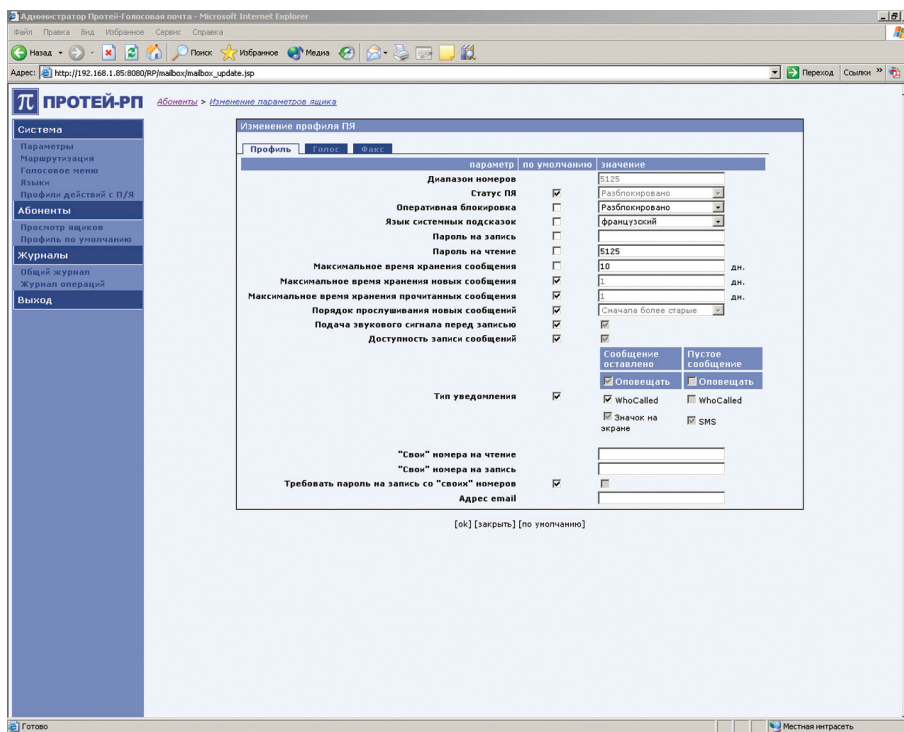 Администратор Протей-Голосовая почта - Microsoft Internet Explorer
Файл Правка Вид Избранное Сервис Справка
Назад Поиск Избранное Медиа
Адрес: http://192.168.1.85:8080/RP/mailbox/mailbox_update.jsp Переход Ссылки »
π ПРОТЕЙ-РП
Абоненты > Изменение параметров ящика
Система
Параметры
Маршрутизация
Голосовое меню
Языки
Профили действий с П/Я
Абоненты
Просмотр ящиков
Профиль по умолчанию
Журналы
Общий журнал
Журнал операций
Выход
Изменение профиля ПЯ
Профиль Голос Факс
параметр по умолчанию значение
Диапазон номеров 5125
Статус ПЯ Разблокировано
Оперативная блокировка Разблокировано
Язык системных подсказок французский
Пароль на запись
Пароль на чтение 5125
Максимальное время хранения сообщения 10 дн.
Максимальное время хранения новых сообщения 1 дн.
Максимальное время хранения прочитанных сообщения 1 дн.
Порядок прослушивания новых сообщений Сначала более старые
Подача звукового сигнала перед записью
Доступность записи сообщений
Сообщение оставлено Пустое сообщение
Оповещать Оповещать
Тип уведомления WhoCalled WhoCalled
Значок на экране SMS
"Свои" номера на чтение
"Свои" номера на запись
Требовать пароль на запись со "своих" номеров
Адрес email
[ok] [закрыть] [по умолчанию]
Готово Местная интрасеть